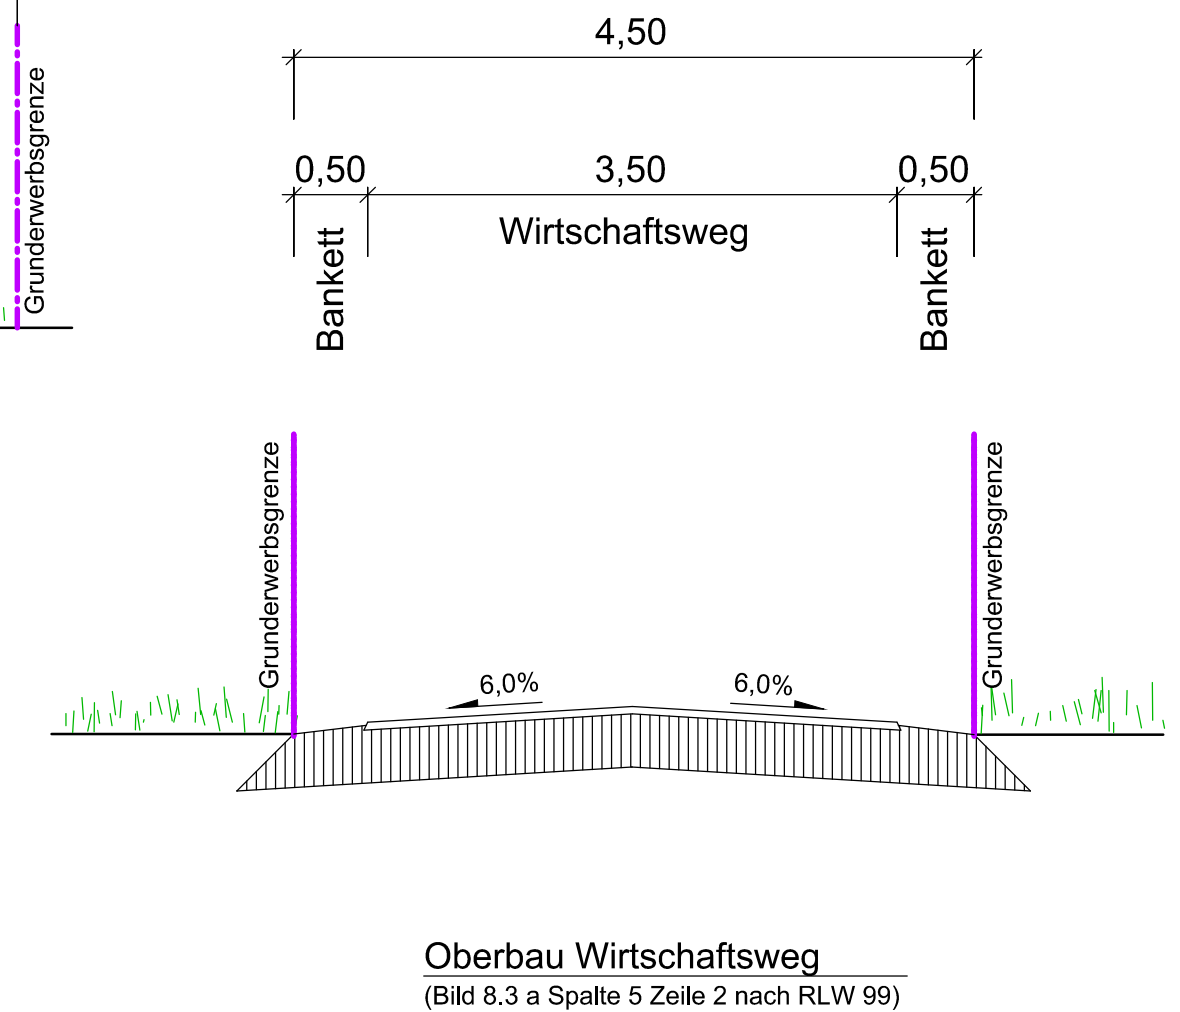 4,50
Grunderwerbsgrenze
0,50
3,50
0,50
Wirtschaftsweg
Bankett
Bankett
Grunderwerbsgrenze
Grunderwerbsgrenze
6,0%
6,0%
Oberbau Wirtschaftsweg
(Bild 8.3 a Spalte 5 Zeile 2 nach RLW 99)